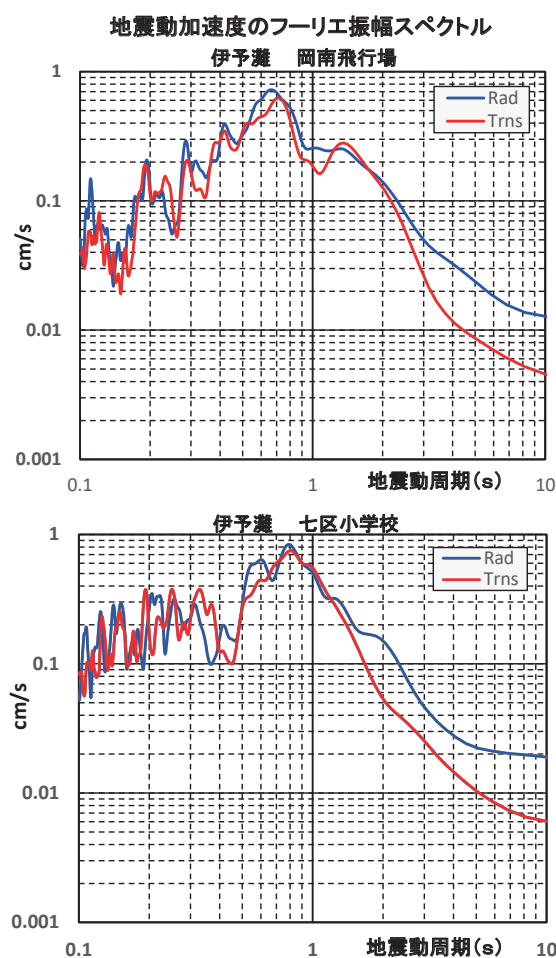 地震動加速度のフーリエ振幅スペクトル
伊予灘 岡南飛行場
1
Rad
Trns
0.1
cm/s
0.01
0.001
0.1 1 10
地震動周期(s)
伊予灘 七区小学校
1
Rad
Trns
0.1
cm/s
0.01
0.001
0.1 1 10
地震動周期(s)